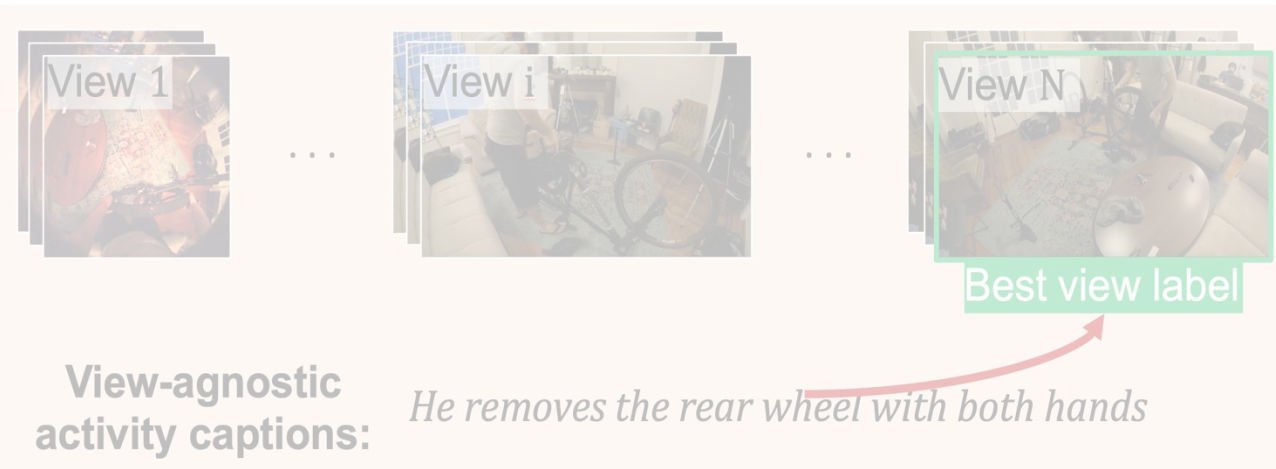 View 1
View i
View N
. . .
. . .
Best view label
View-agnostic
activity captions:
He removes the rear wheel with both hands